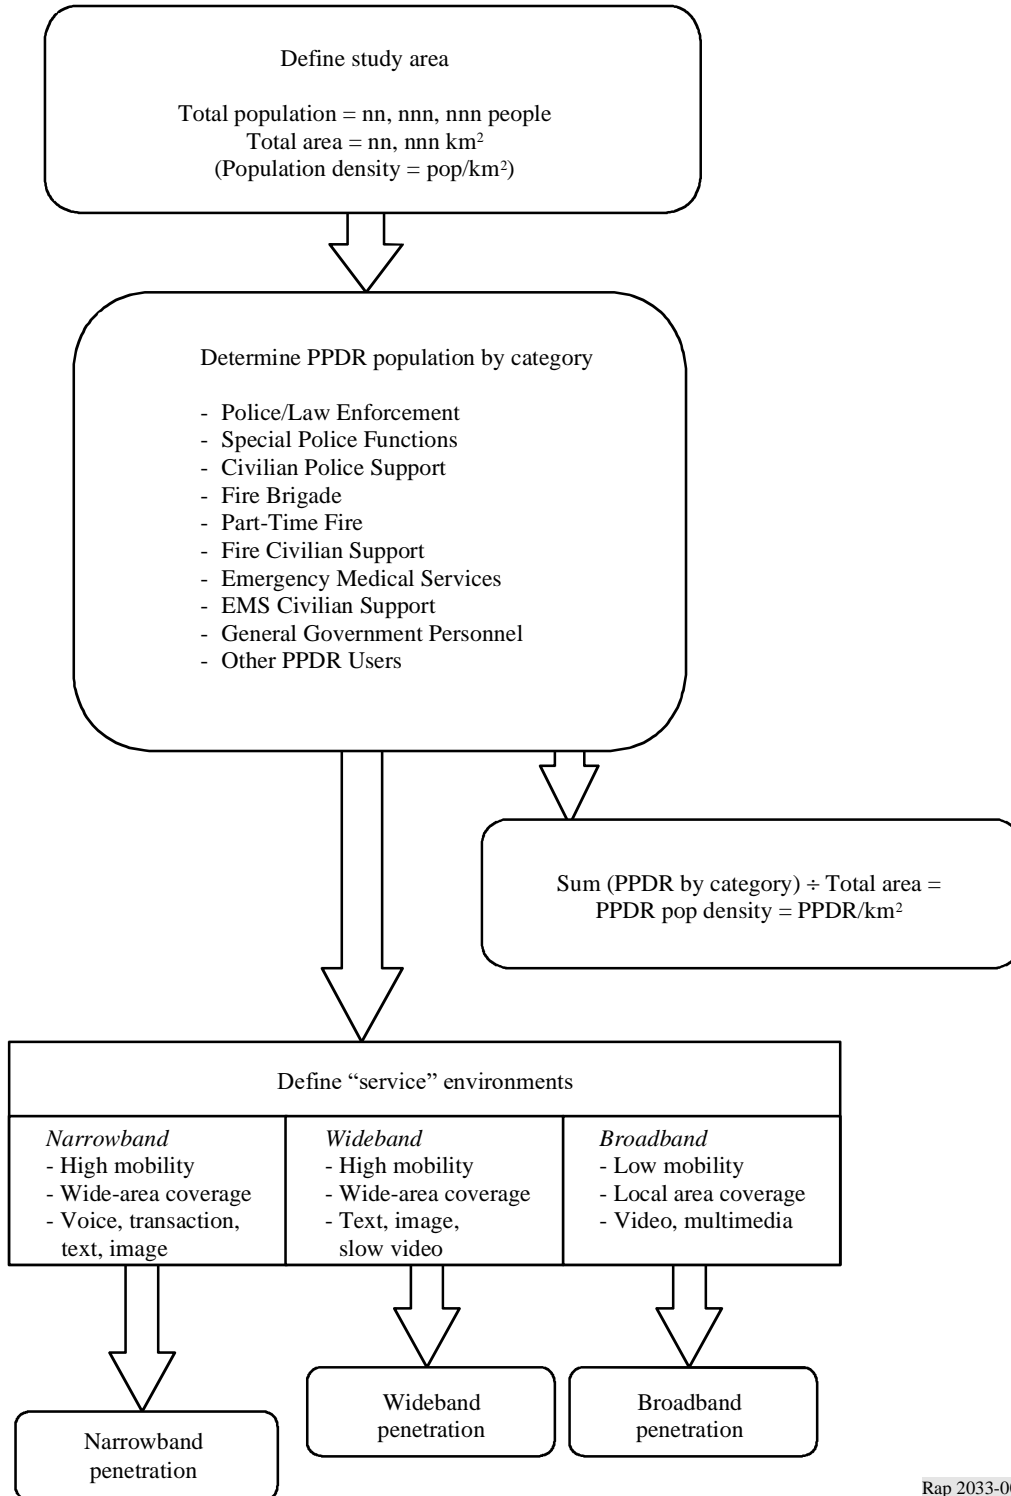 Define study area
Total population = nn, nnn, nnn people
Total area = nn, nnn km²
(Population density = pop/km²)
Determine PPDR population by category
- Police/Law Enforcement
- Special Police Functions
- Civilian Police Support
- Fire Brigade
- Part-Time Fire
- Fire Civilian Support
- Emergency Medical Services
- EMS Civilian Support
- General Government Personnel
- Other PPDR Users
Sum (PPDR by category) ÷ Total area =
PPDR pop density = PPDR/km²
Define “service” environments
Narrowband
- High mobility
- Wide-area coverage
- Voice, transaction,
text, image
Wideband
- High mobility
- Wide-area coverage
- Text, image,
slow video
Broadband
- Low mobility
- Local area coverage
- Video, multimedia
Narrowband
penetration
Wideband
penetration
Broadband
penetration
Rap 2033-00